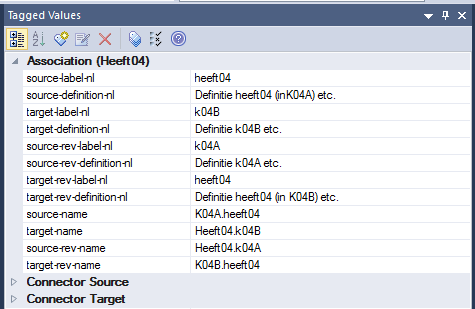 Tagged Values
Association (Heeft04)
source-label-nl heeft04
source-definition-nl Definitie heeft04 (inK04A) etc.
target-label-nl k04B
target-definition-nl Definitie k04B etc.
source-rev-label-nl k04A
source-rev-definition-nl Definitie k04A etc.
target-rev-label-nl heeft04
target-rev-definition-nl Definitie heeft04 (in K04B) etc.
source-name K04A.heeft04
target-name Heeft04.k04B
source-rev-name Heeft04.k04A
target-rev-name K04B.heeft04
Connector Source
Connector Target